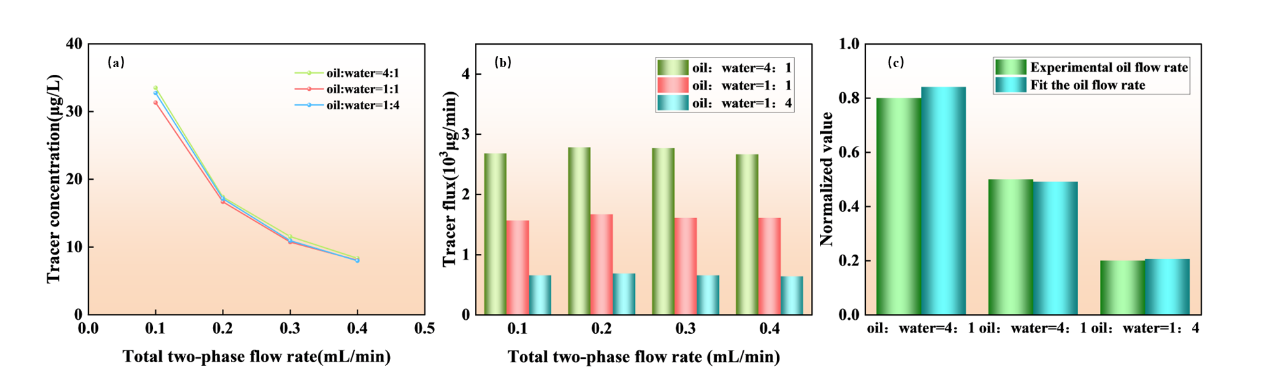 (a)
oil:water=4:1
oil:water=1:1
oil:water=1:4
40
30
20
10
0
0.0 0.1 0.2 0.3 0.4 0.5
Tracer concentration(μg/L)
Total two-phase flow rate(mL/min)
(b)
oil： water=4： 1
oil： water=1： 1
oil： water=1： 4
4
3
2
1
0
0.1 0.2 0.3 0.4
Tracer flux(10³μg/min)
Total two-phase flow rate (mL/min)
(c)
Experimental oil flow rate
Fit the oil flow rate
1.0
0.8
0.6
0.4
0.2
0.0
Normalized value
oil： water=4： 1 oil： water=4： 1 oil： water=1： 4